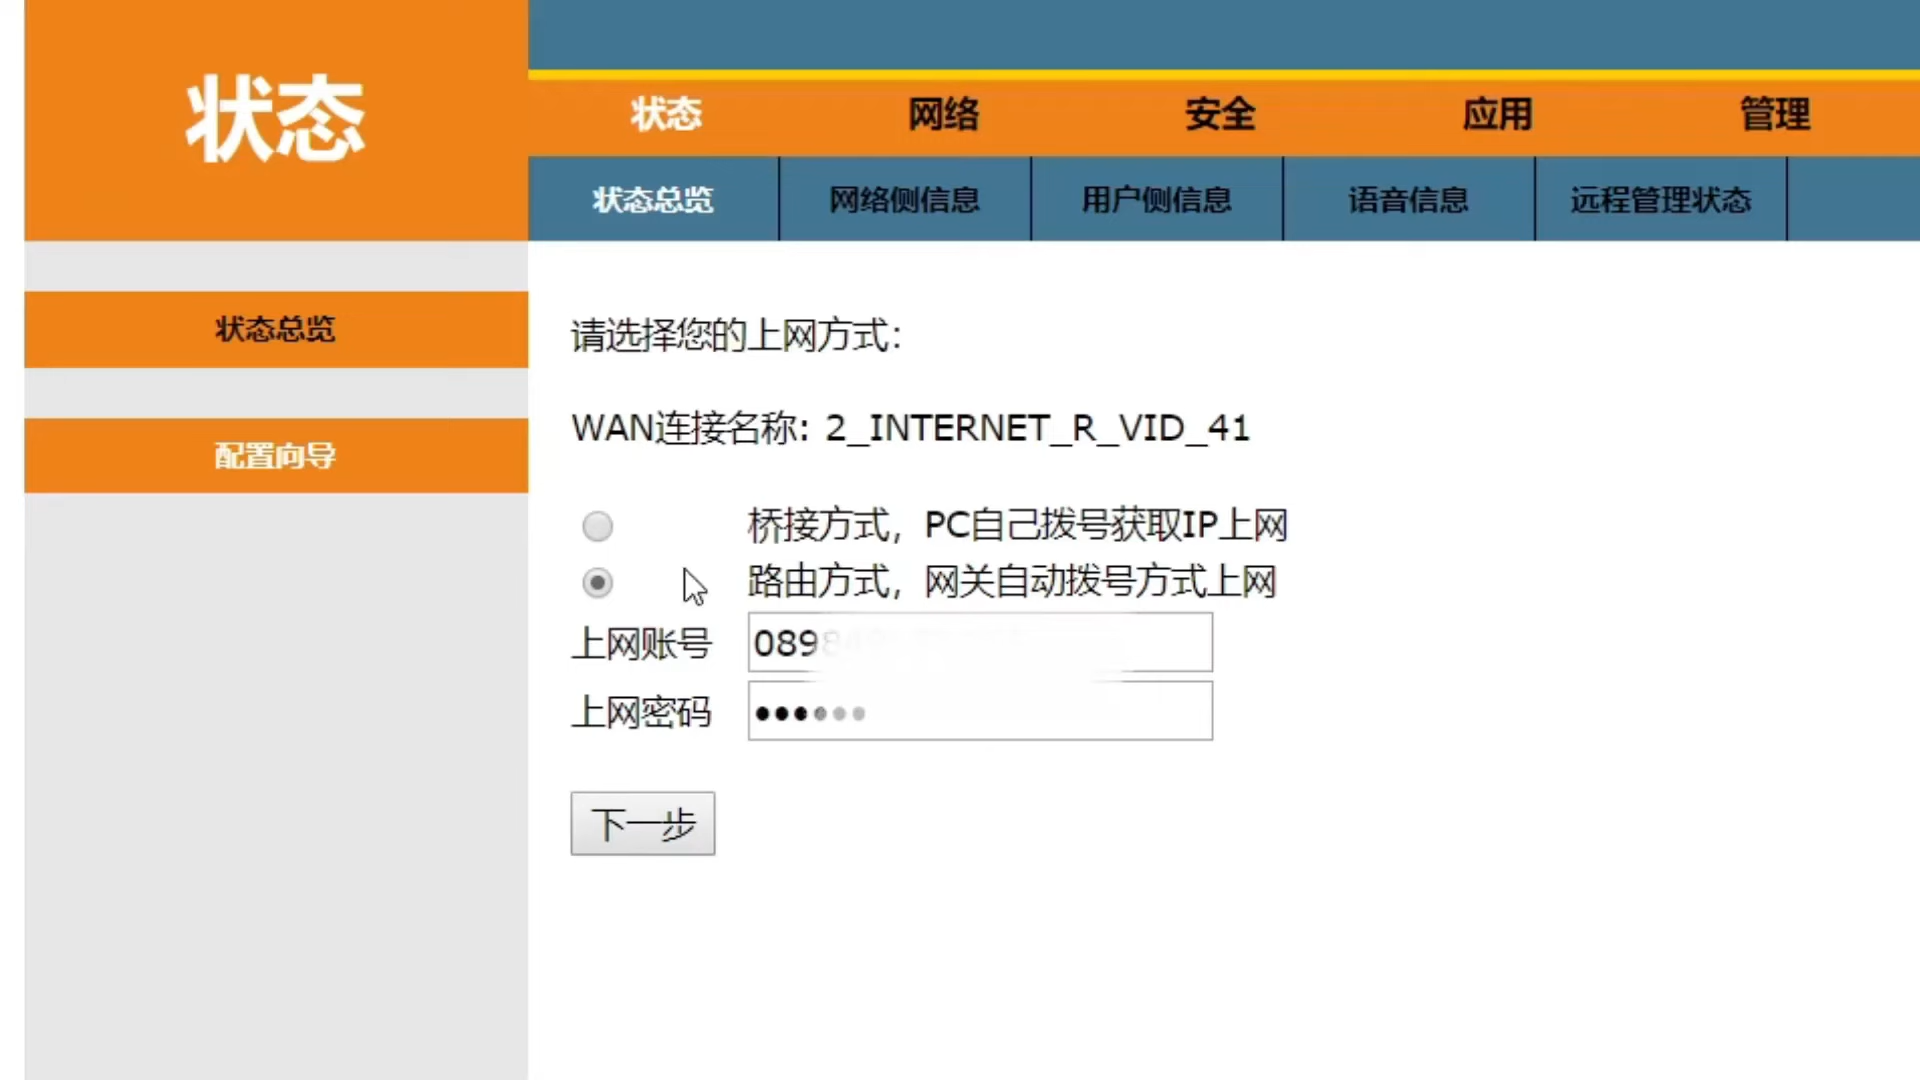 状态
状态 网络 安全 应用 管理
状态总览 网络侧信息 用户侧信息 语音信息 远程管理状态
状态总览
配置向导
请选择您的上网方式：
WAN连接名称: 2_INTERNET_R_VID_41
桥接方式，PC自己拨号获取IP上网
路由方式，网关自动拨号方式上网
上网账号 089
上网密码 ●●●●●●
下一步